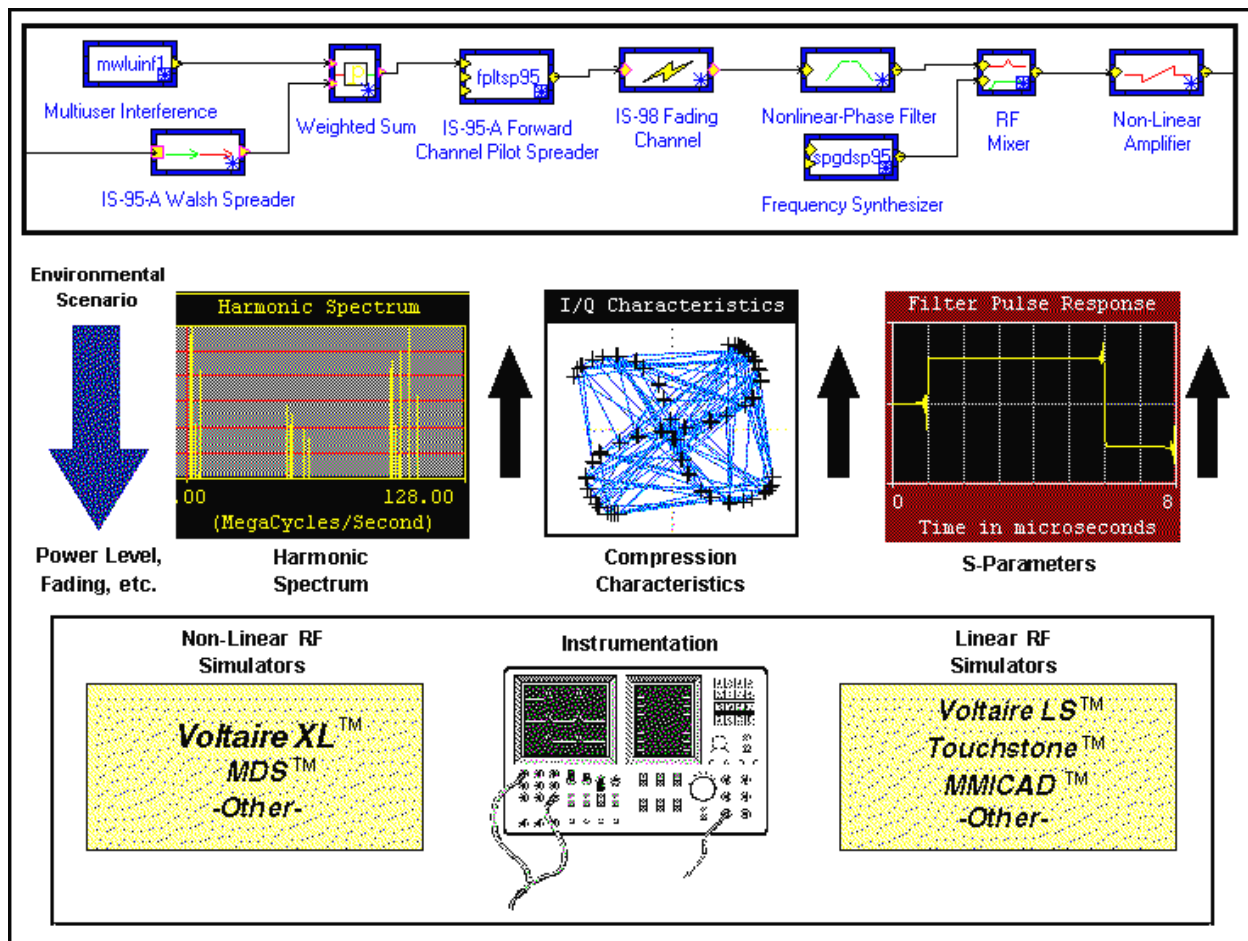 mwluinf1
Multiuser Interference
IS-95-A Walsh Spreader
p
Weighted Sum
fpltsp95
IS-95-A Forward
Channel Pilot Spreader
IS-98 Fading
Channel
Nonlinear-Phase Filter
spgdsp95
Frequency Synthesizer
RF
Mixer
Non-Linear
Amplifier
Environmental
Scenario
Power Level,
Fading, etc.
Harmonic Spectrum
.00
128.00
(MegaCycles/Second)
Harmonic
Spectrum
I/Q Characteristics
Compression
Characteristics
Filter Pulse Response
0
8
Time in microseconds
S-Parameters
Non-Linear RF
Simulators
Voltaire XL™
MDS™
-Other-
Instrumentation
Linear RF
Simulators
Voltaire LS™
Touchstone™
MMICAD ™
-Other-